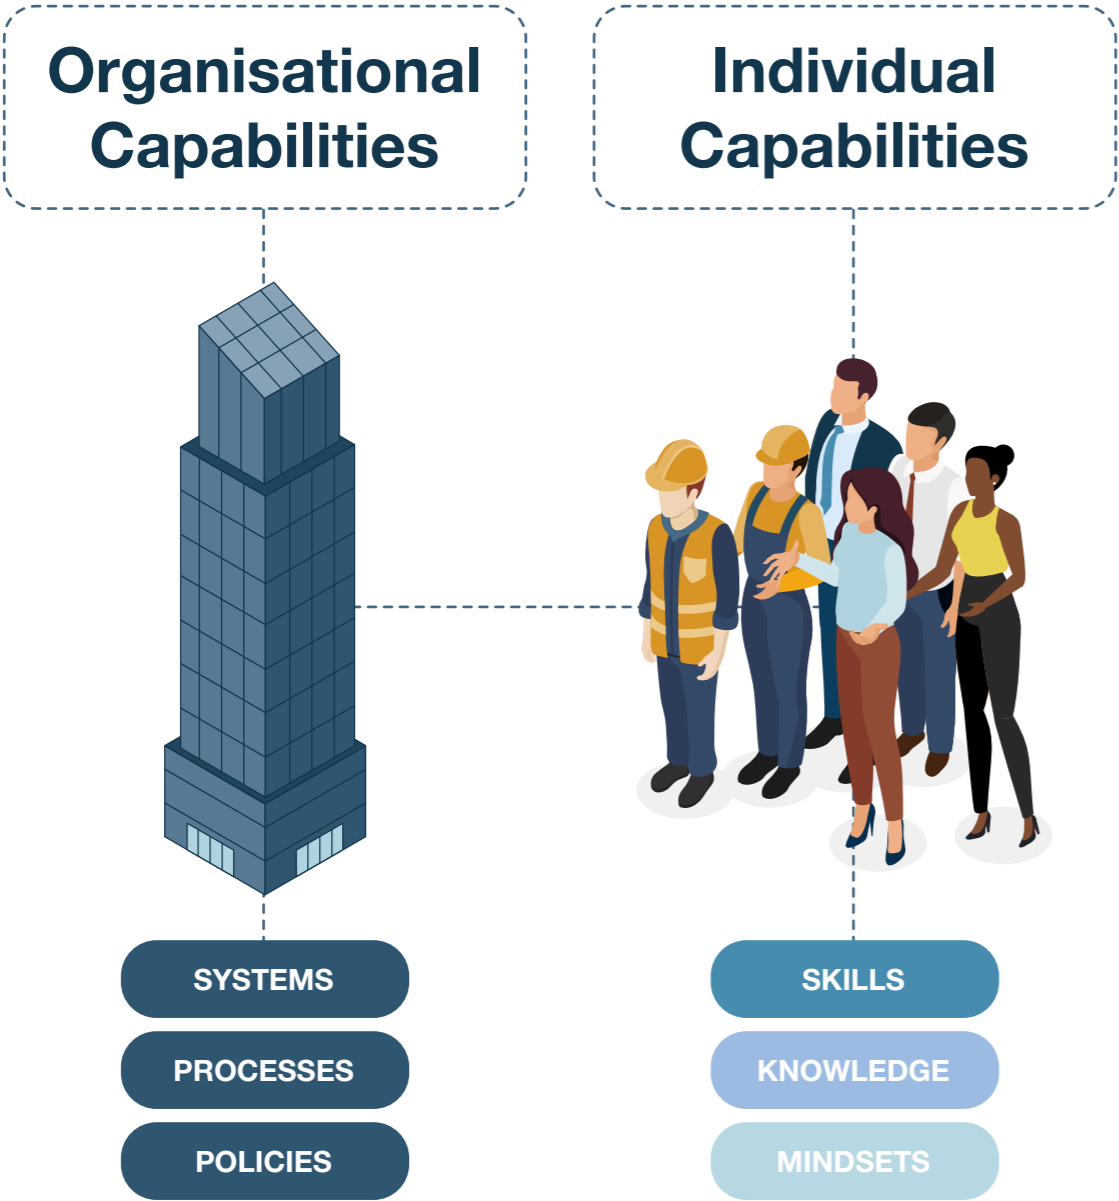 Organisational
Capabilities
Individual
Capabilities
SYSTEMS
PROCESSES
POLICIES
SKILLS
KNOWLEDGE
MINDSETS